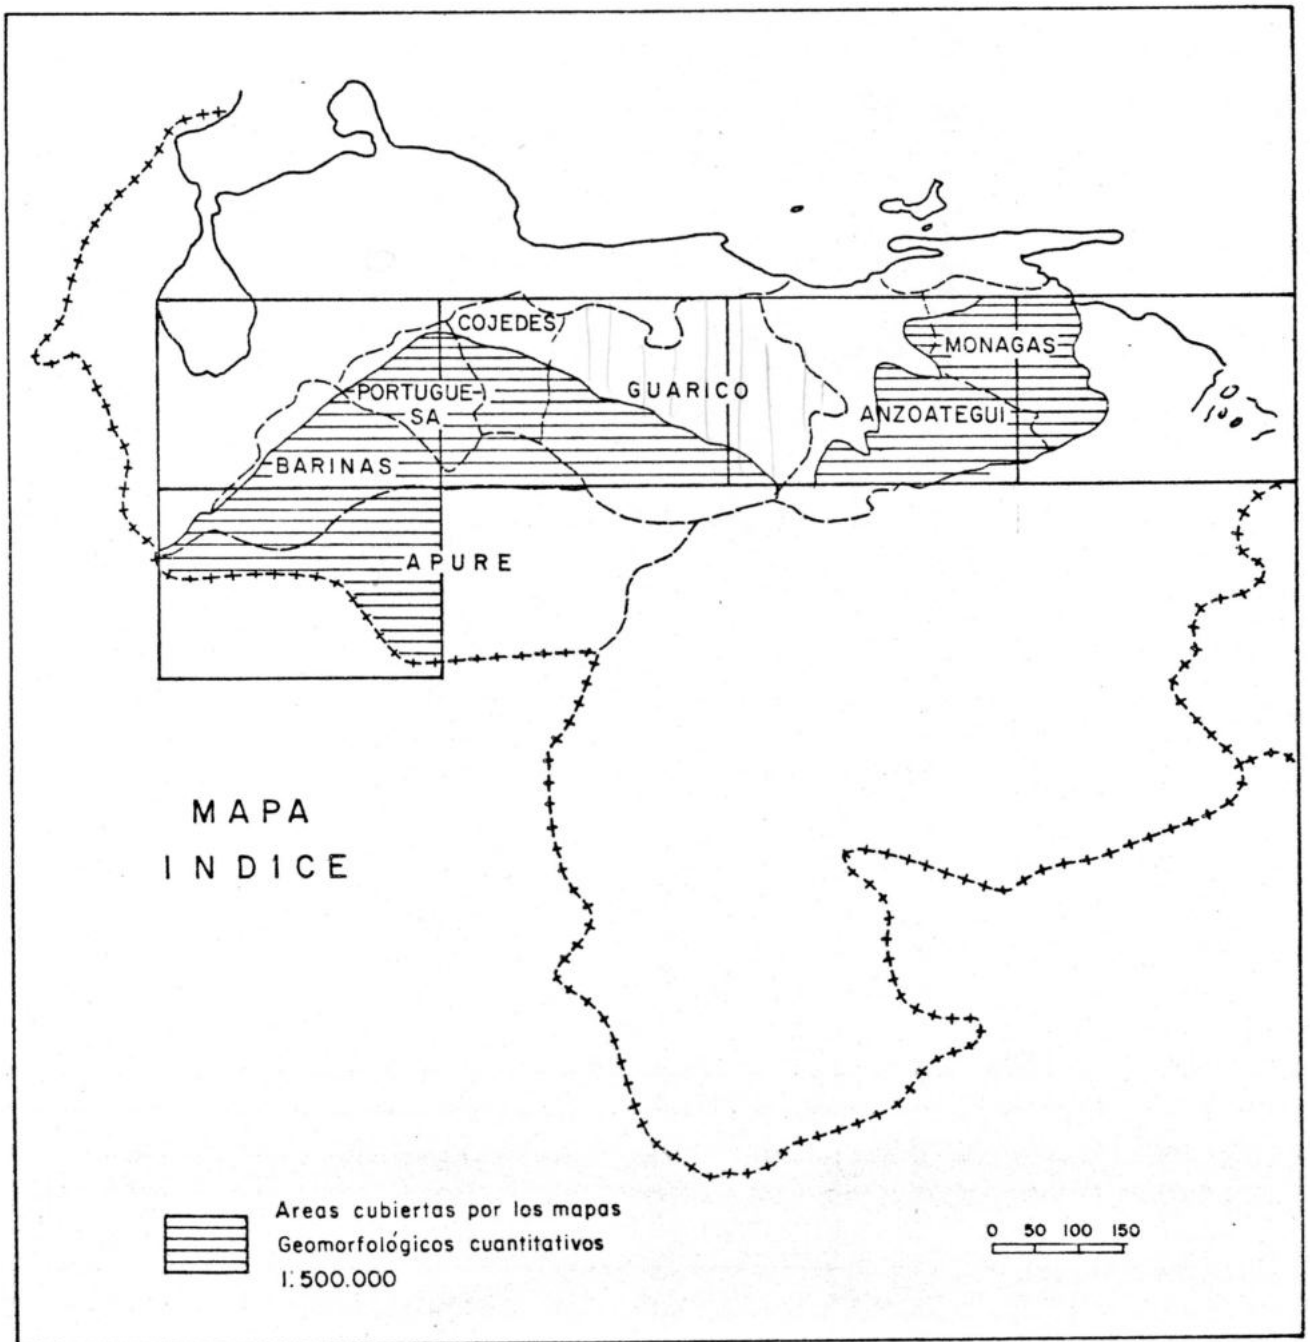 COJEDES
MONAGAS
PORTUGUE-
SA
GUARICO
ANZOATEGUI
BARINAS
APURE
MAPA
INDICE
Areas cubiertas por los mapas
Geomorfológicos cuantitativos
1:500.000
0 50 100 150